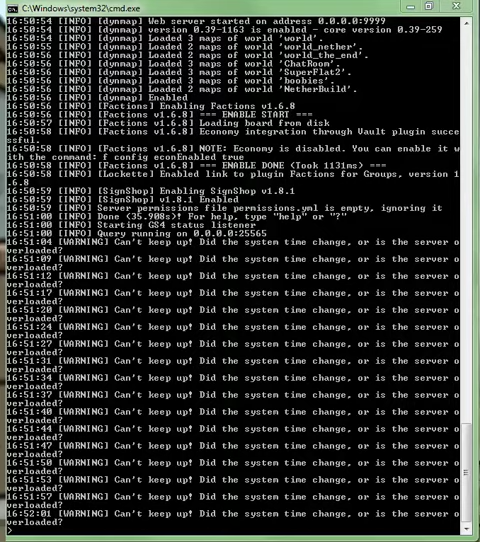 C:\Windows\system32\cmd.exe
16:50:54 [INFO] [dynmap] Web server started on address 0.0.0.0:9999
16:50:54 [INFO] [dynmap] version 0.39-1163 is enabled - core version 0.39-259
16:50:54 [INFO] [dynmap] Loaded 3 maps of world 'world'.
16:50:55 [INFO] [dynmap] Loaded 2 maps of world 'world_nether'.
16:50:56 [INFO] [dynmap] Loaded 2 maps of world 'world_the_end'.
16:50:56 [INFO] [dynmap] Loaded 3 maps of world 'ChatRoom'.
16:50:56 [INFO] [dynmap] Loaded 3 maps of world 'SuperFlat2'.
16:50:56 [INFO] [dynmap] Loaded 3 maps of world 'boobies'.
16:50:56 [INFO] [dynmap] Loaded 2 maps of world 'NetherBuild'.
16:50:56 [INFO] [dynmap] Enabled
16:50:56 [INFO] [Factions] Enabling Factions v1.6.8
16:50:56 [INFO] [Factions v1.6.8] === ENABLE START ===
16:50:57 [INFO] [Factions v1.6.8] Loading board from disk
16:50:58 [INFO] [Factions v1.6.8] Economy integration through Vault plugin succe
ssful.
16:50:58 [INFO] [Factions v1.6.8] NOTE: Economy is disabled. You can enable it w
ith the command: f config econEnabled true
16:50:58 [INFO] [Factions v1.6.8] === ENABLE DONE (Took 1131ms) ===
16:50:58 [INFO] [Lockette] Enabled link to plugin Factions for Groups, version 1
.6.8
16:50:59 [INFO] [SignShop] Enabling SignShop v1.8.1
16:50:59 [INFO] [SignShop] v1.8.1 Enabled
16:50:59 [INFO] Server permissions file permissions.yml is empty, ignoring it
16:51:00 [INFO] Done (35.908s)! For help, type "help" or "?"
16:51:00 [INFO] Starting GS4 status listener
16:51:00 [INFO] Query running on 0.0.0.0:25565
16:51:04 [WARNING] Can't keep up! Did the system time change, or is the server o
verloaded?
16:51:09 [WARNING] Can't keep up! Did the system time change, or is the server o
verloaded?
16:51:12 [WARNING] Can't keep up! Did the system time change, or is the server o
verloaded?
16:51:17 [WARNING] Can't keep up! Did the system time change, or is the server o
verloaded?
16:51:20 [WARNING] Can't keep up! Did the system time change, or is the server o
verloaded?
16:51:24 [WARNING] Can't keep up! Did the system time change, or is the server o
verloaded?
16:51:27 [WARNING] Can't keep up! Did the system time change, or is the server o
verloaded?
16:51:31 [WARNING] Can't keep up! Did the system time change, or is the server o
verloaded?
16:51:34 [WARNING] Can't keep up! Did the system time change, or is the server o
verloaded?
16:51:37 [WARNING] Can't keep up! Did the system time change, or is the server o
verloaded?
16:51:40 [WARNING] Can't keep up! Did the system time change, or is the server o
verloaded?
16:51:44 [WARNING] Can't keep up! Did the system time change, or is the server o
verloaded?
16:51:47 [WARNING] Can't keep up! Did the system time change, or is the server o
verloaded?
16:51:50 [WARNING] Can't keep up! Did the system time change, or is the server o
verloaded?
16:51:53 [WARNING] Can't keep up! Did the system time change, or is the server o
verloaded?
16:51:57 [WARNING] Can't keep up! Did the system time change, or is the server o
verloaded?
16:52:01 [WARNING] Can't keep up! Did the system time change, or is the server o
verloaded?
>